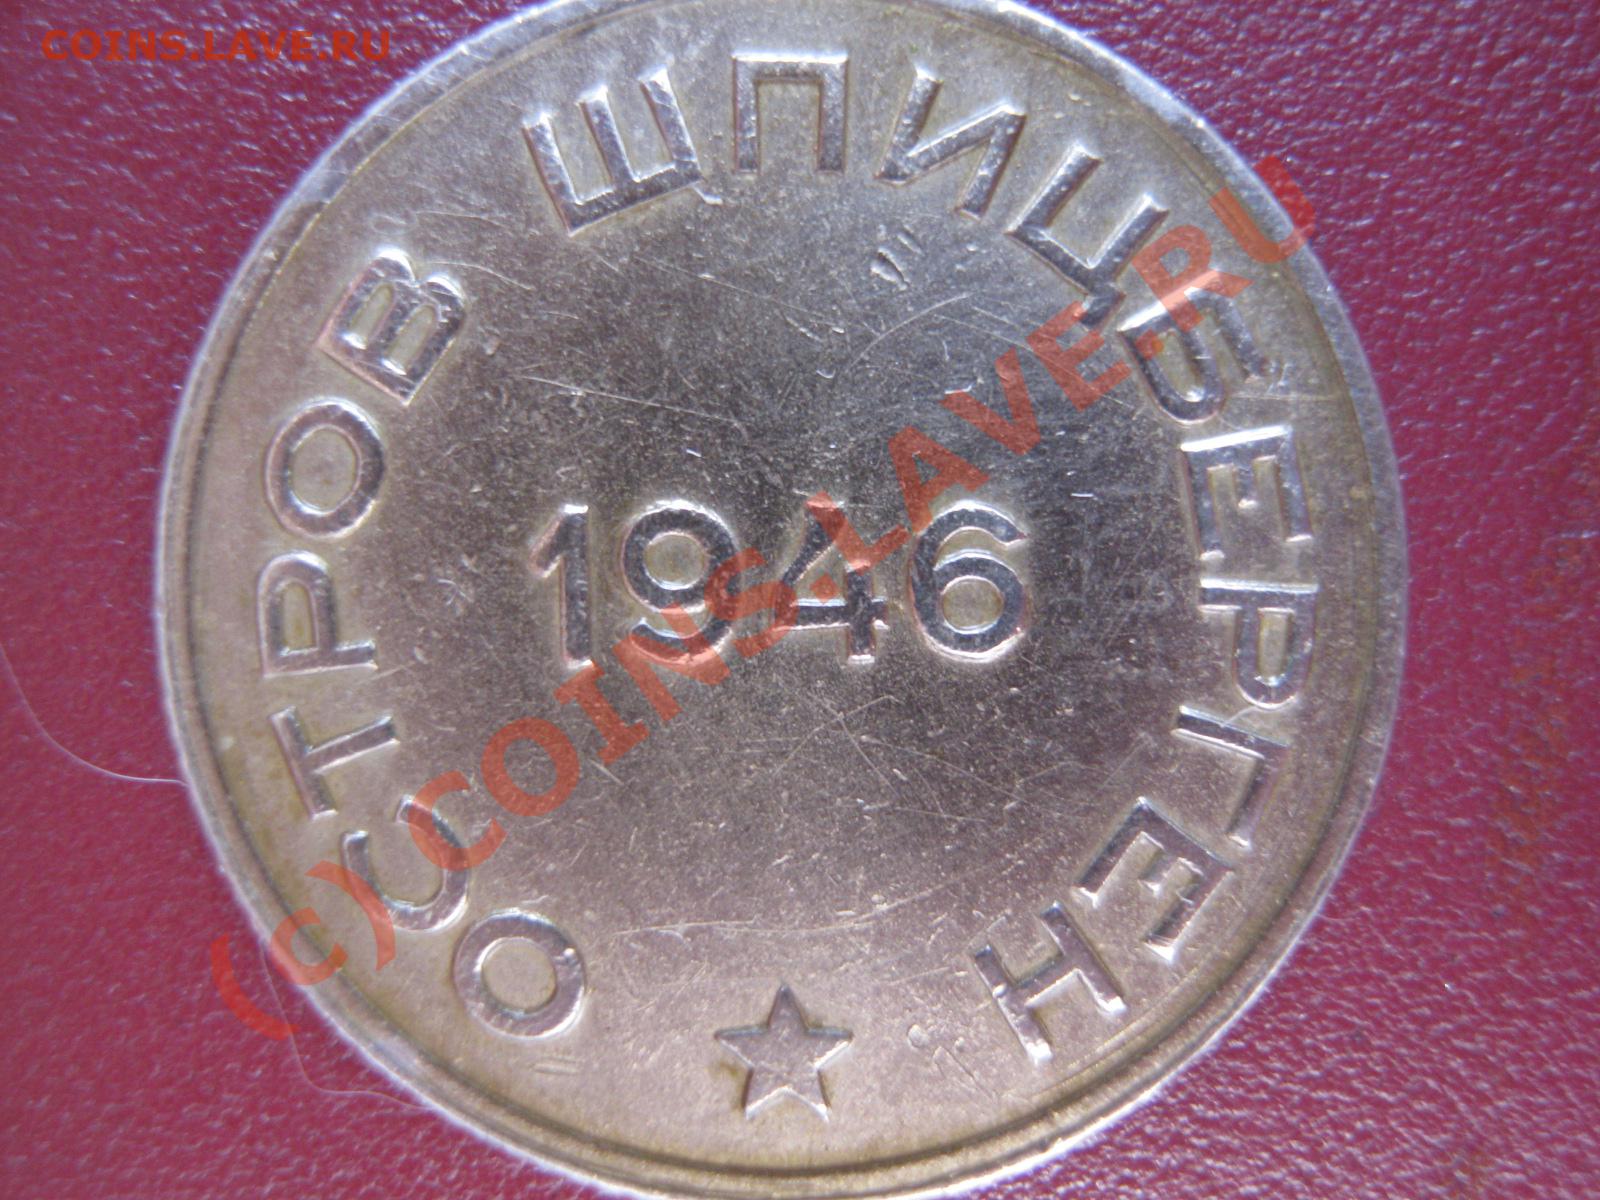 COINS.LAVE.RU
ОСТРОВ ШПИЦБЕРГЕН
1946
(c) COINS.LAVE.RU